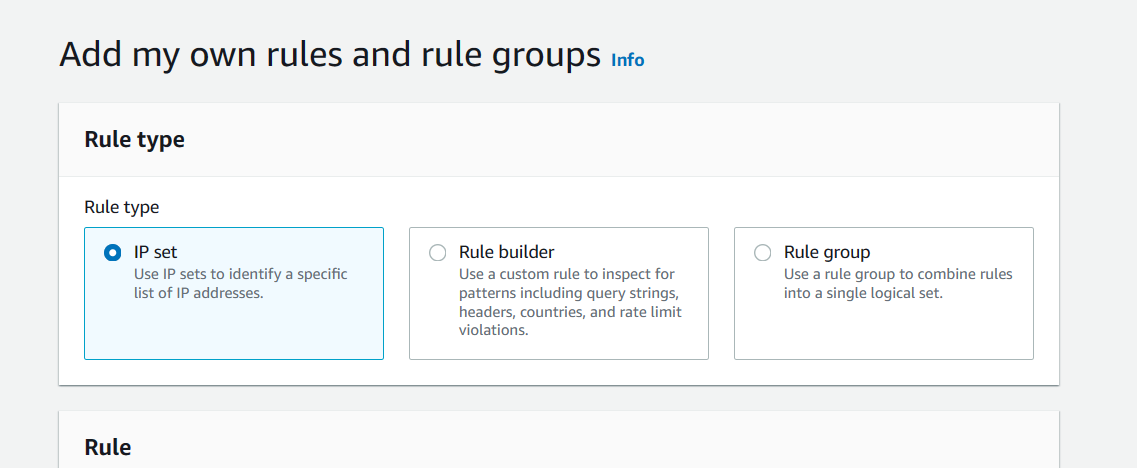 Add my own rules and rule groups Info
Rule type
Rule type
IP set
Use IP sets to identify a specific
list of IP addresses.
Rule builder
Use a custom rule to inspect for
patterns including query strings,
headers, countries, and rate limit
violations.
Rule group
Use a rule group to combine rules
into a single logical set.
Rule